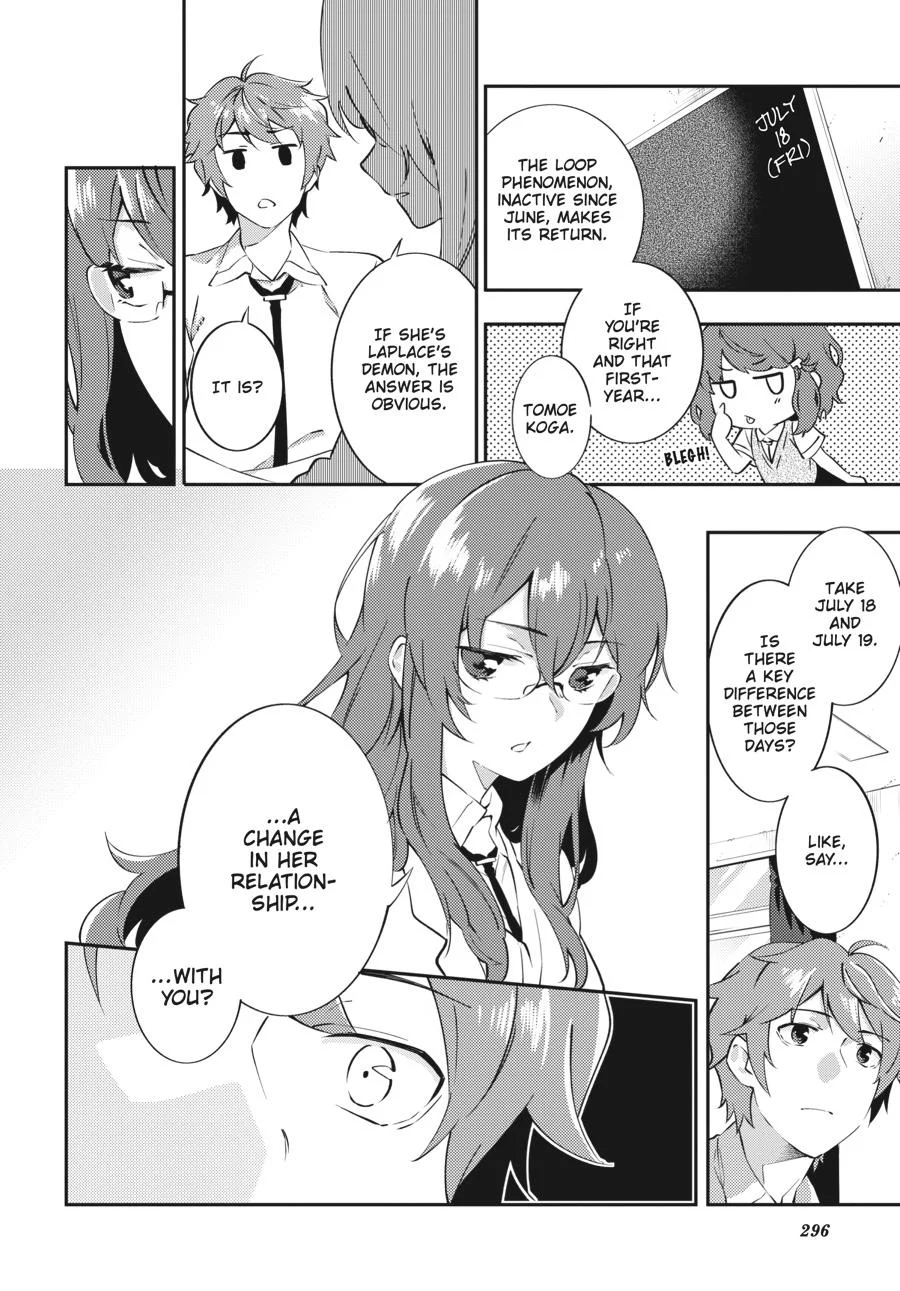 JULY
18
(FRI)
THE LOOP
PHENOMENON,
INACTIVE SINCE
JUNE, MAKES
ITS RETURN.
IF
YOU'RE
RIGHT
AND THAT
FIRST-
YEAR...
TOMOE
KOGA.
BLEGH!
IF SHE'S
LAPLACE'S
DEMON, THE
ANSWER IS
OBVIOUS.
IT IS?
TAKE
JULY 18
AND
JULY 19.
IS
THERE
A KEY
DIFFERENCE
BETWEEN
THOSE
DAYS?
LIKE,
SAY...
...A
CHANGE
IN HER
RELATION-
SHIP...
...WITH
YOU?
296